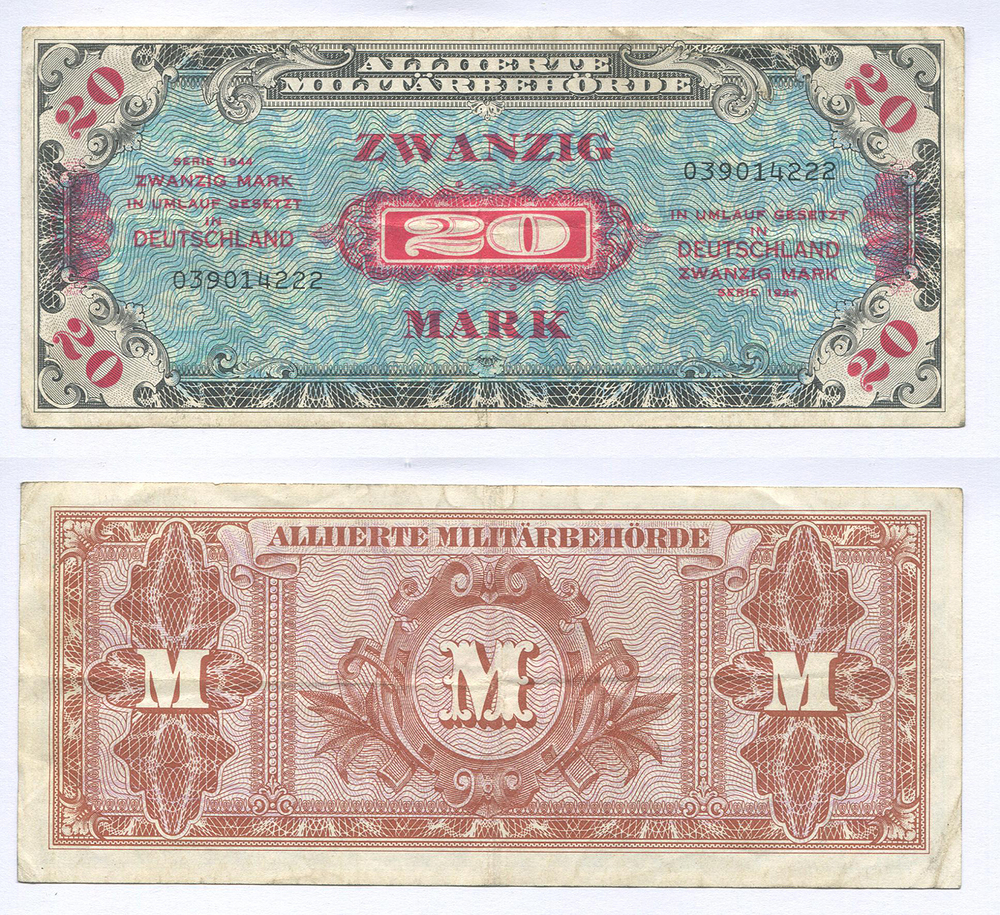 20
20
ALLIIERTE
MILITÄRBEHÖRDE
ZWANZIG
SERIE 1944
ZWANZIG MARK
IN UMLAUF GESETZT
IN
DEUTSCHLAND
039014222
20
039014222
IN UMLAUF GESETZT
IN
DEUTSCHLAND
ZWANZIG MARK
SERIE 1944
MARK
20
20
ALLIIERTE MILITÄRBEHÖRDE
M
M
M